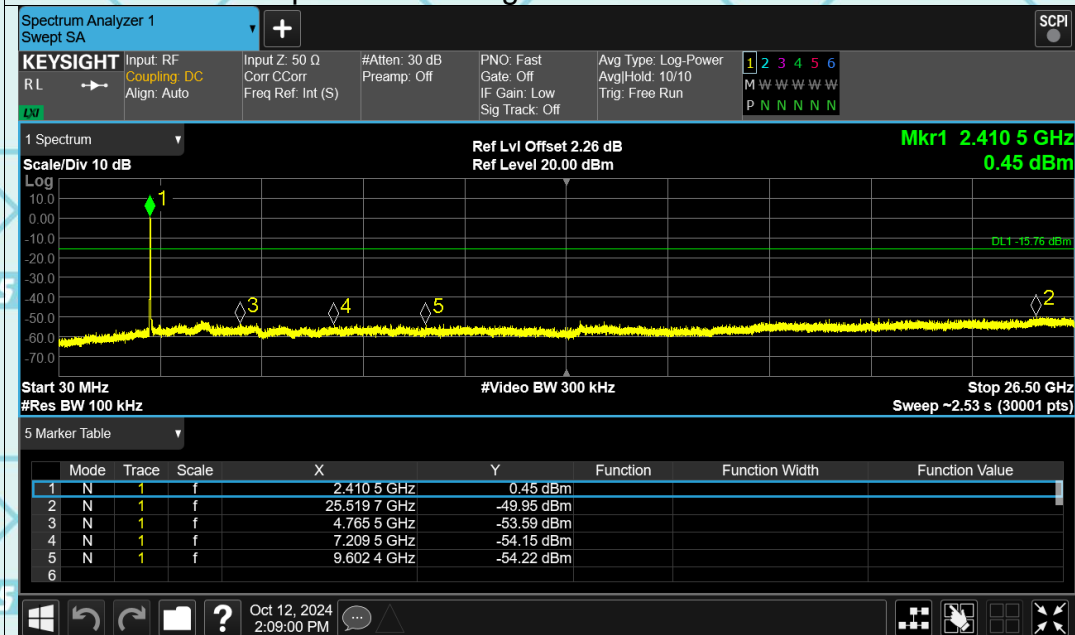 Spectrum Analyzer 1
Swept SA
+
SCPI
KEYSIGHT
RL
LXI
Input: RF
Coupling: DC
Align: Auto
Input Z: 50 Ω
Corr CCorr
Freq Ref: Int (S)
#Atten: 30 dB
Preamp: Off
PNO: Fast
Gate: Off
IF Gain: Low
Sig Track: Off
Avg Type: Log-Power
Avg|Hold: 10/10
Trig: Free Run
1 2 3 4 5 6
M W W W W W
P N N N N N
1 Spectrum
Scale/Div 10 dB
Ref Lvl Offset 2.26 dB
Ref Level 20.00 dBm
Mkr1 2.410 5 GHz
0.45 dBm
Log
10.0
0.00
-10.0
-20.0
-30.0
-40.0
-50.0
-60.0
-70.0
1
3
4
5
2
DL1 -15.76 dBm
Start 30 MHz
#Video BW 300 kHz
Stop 26.50 GHz
#Res BW 100 kHz
Sweep ~2.53 s (30001 pts)
5 Marker Table
Mode Trace Scale X Y Function Function Width Function Value
1 N 1 f 2.410 5 GHz 0.45 dBm
2 N 1 f 25.519 7 GHz -49.95 dBm
3 N 1 f 4.765 5 GHz -53.59 dBm
4 N 1 f 7.209 5 GHz -54.15 dBm
5 N 1 f 9.602 4 GHz -54.22 dBm
6
?
Oct 12, 2024
2:09:00 PM